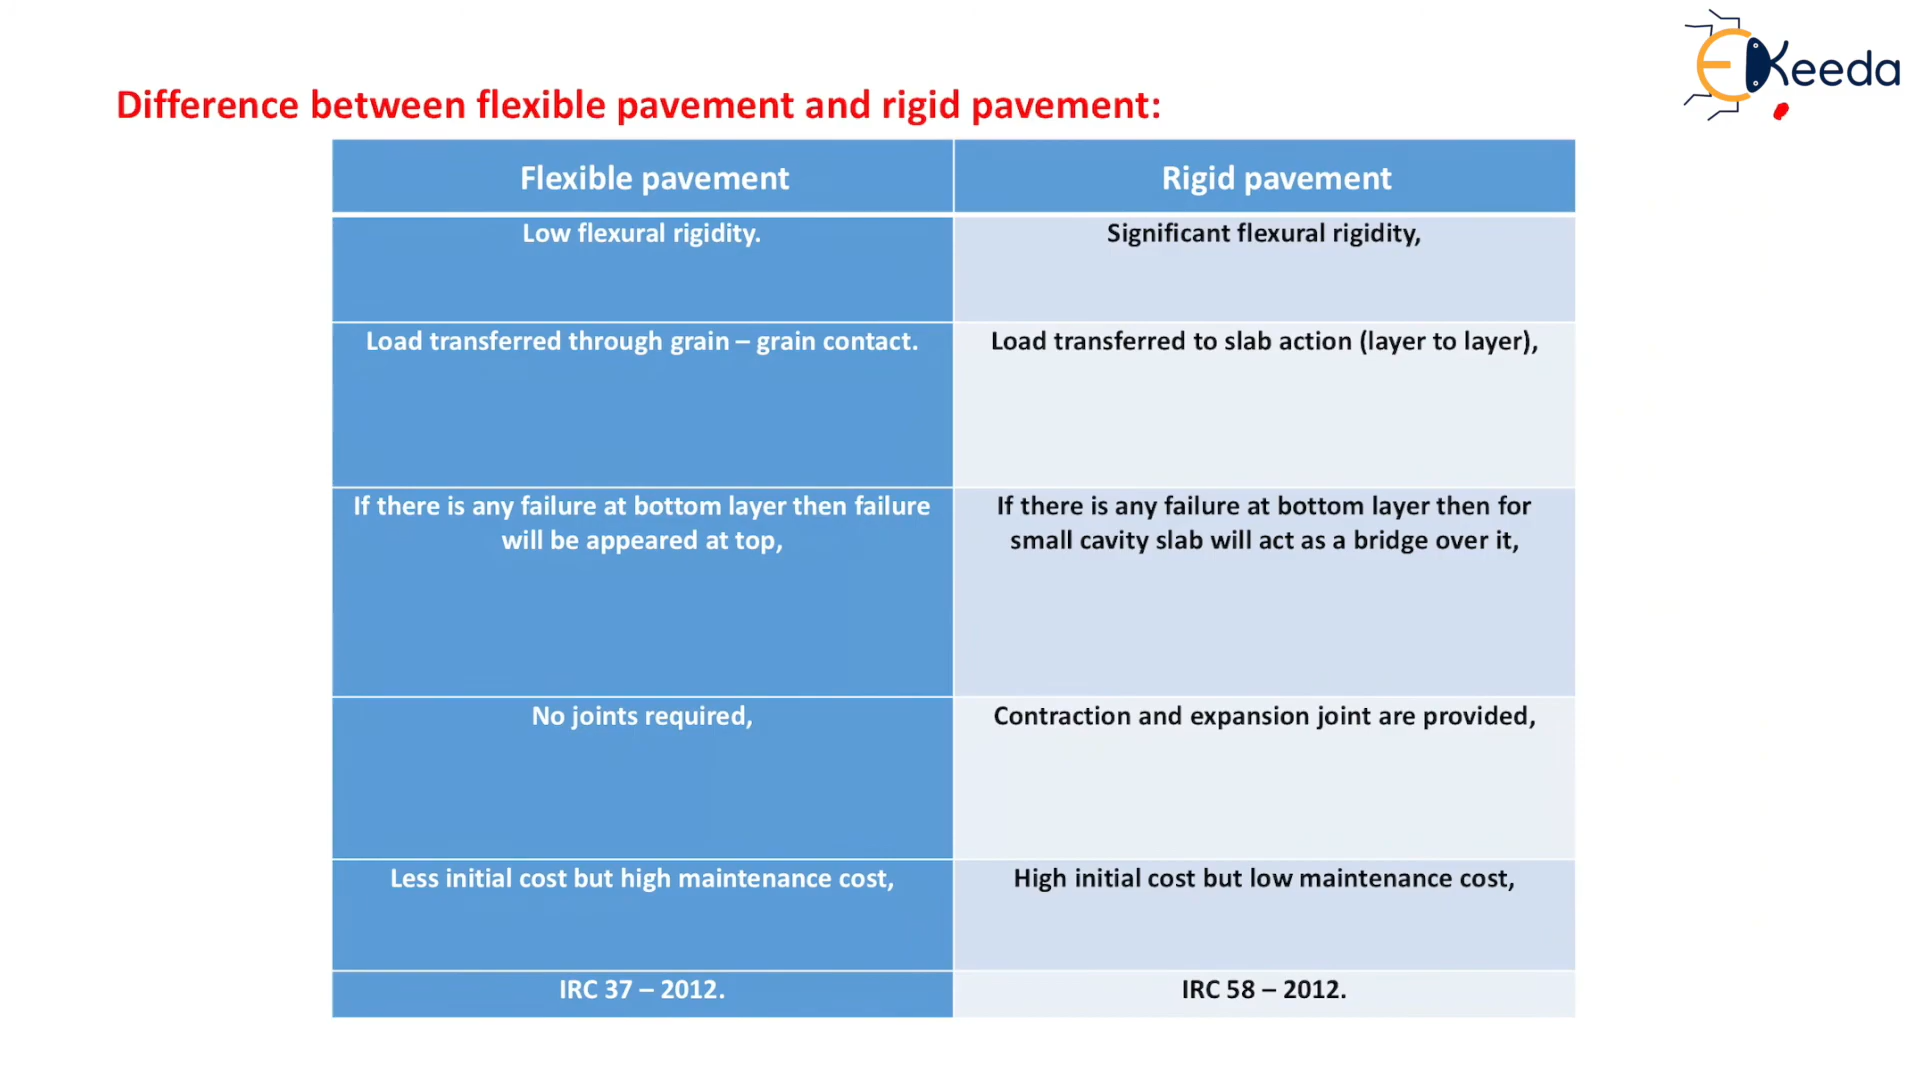 EKeeda
Difference between flexible pavement and rigid pavement:
Flexible pavement
Rigid pavement
Low flexural rigidity.
Significant flexural rigidity,
Load transferred through grain – grain contact.
Load transferred to slab action (layer to layer),
If there is any failure at bottom layer then failure
will be appeared at top,
If there is any failure at bottom layer then for
small cavity slab will act as a bridge over it,
No joints required,
Contraction and expansion joint are provided,
Less initial cost but high maintenance cost,
High initial cost but low maintenance cost,
IRC 37 – 2012.
IRC 58 – 2012.